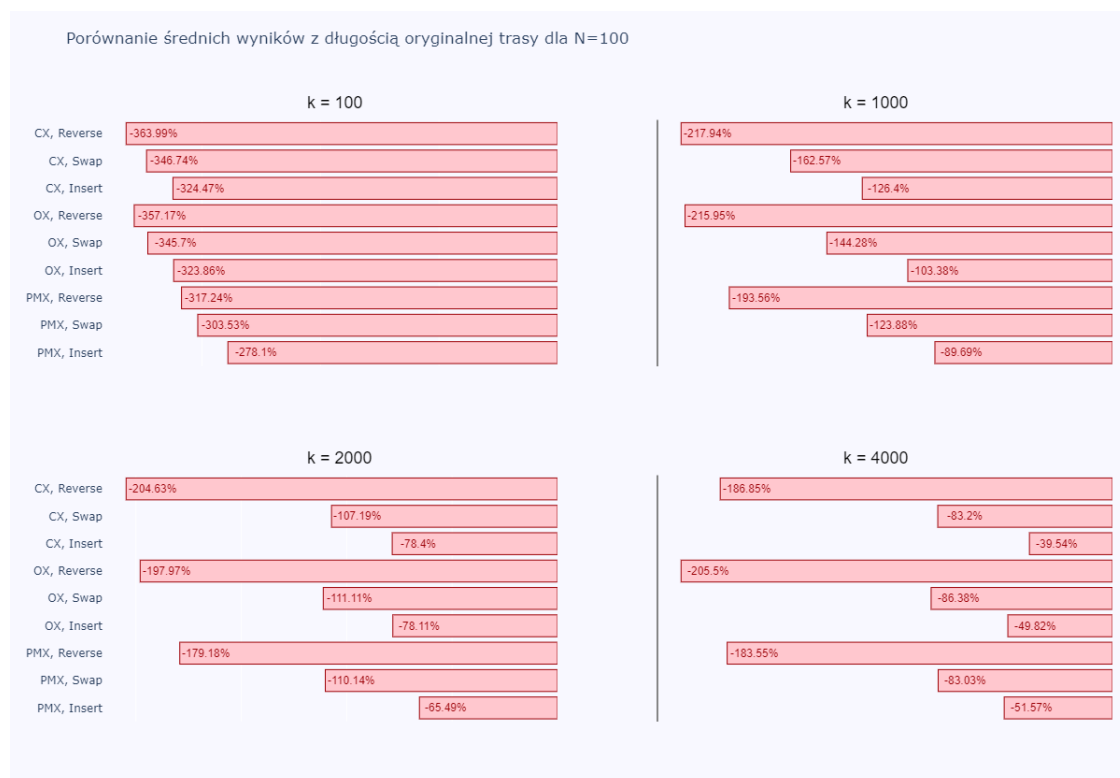 Porównanie średnich wyników z długością oryginalnej trasy dla N=100
k = 100
CX, Reverse -363.99%
CX, Swap -346.74%
CX, Insert -324.47%
OX, Reverse -357.17%
OX, Swap -345.7%
OX, Insert -323.86%
PMX, Reverse -317.24%
PMX, Swap -303.53%
PMX, Insert -278.1%
k = 1000
-217.94%
-162.57%
-126.4%
-215.95%
-144.28%
-103.38%
-193.56%
-123.88%
-89.69%
k = 2000
CX, Reverse -204.63%
CX, Swap -107.19%
CX, Insert -78.4%
OX, Reverse -197.97%
OX, Swap -111.11%
OX, Insert -78.11%
PMX, Reverse -179.18%
PMX, Swap -110.14%
PMX, Insert -65.49%
k = 4000
-186.85%
-83.2%
-39.54%
-205.5%
-86.38%
-49.82%
-183.55%
-83.03%
-51.57%